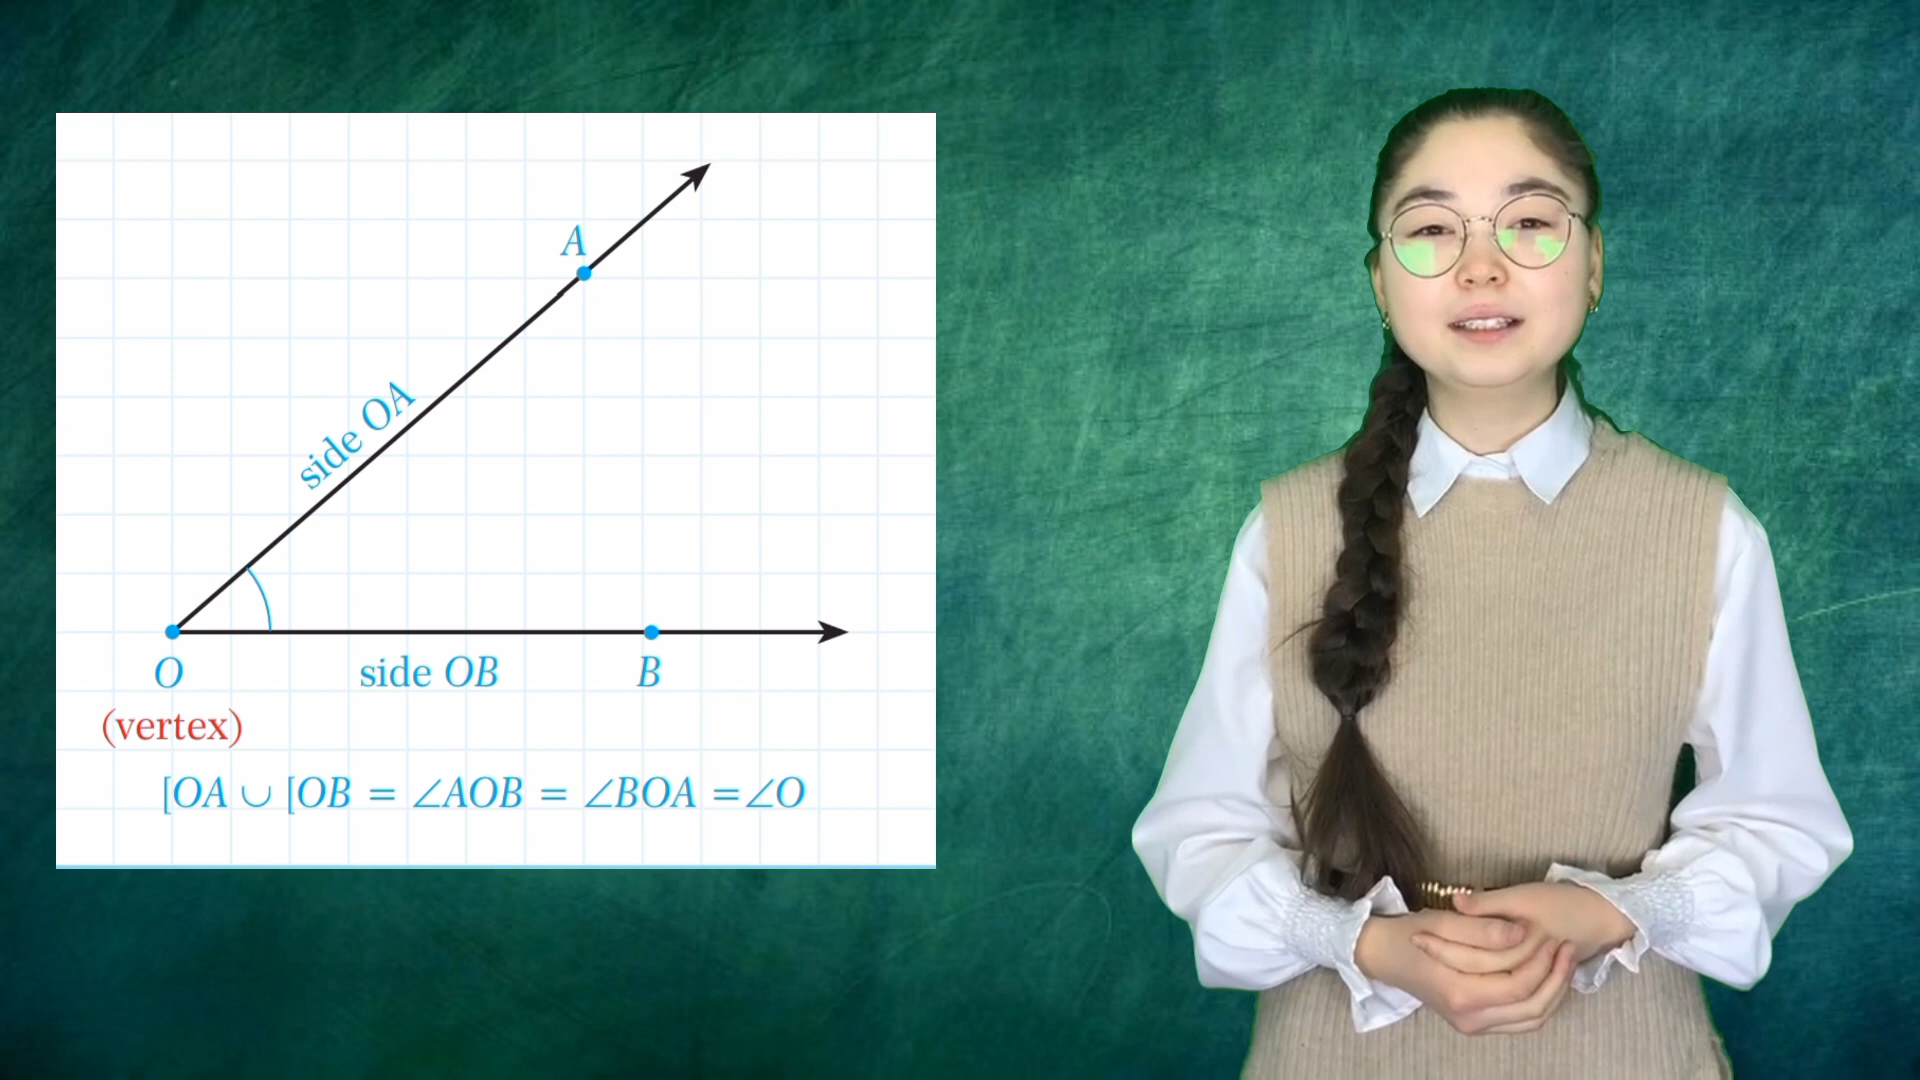 A
side OA
O
side OB
B
(vertex)
[OA ∪ [OB = ∠AOB = ∠BOA =∠O